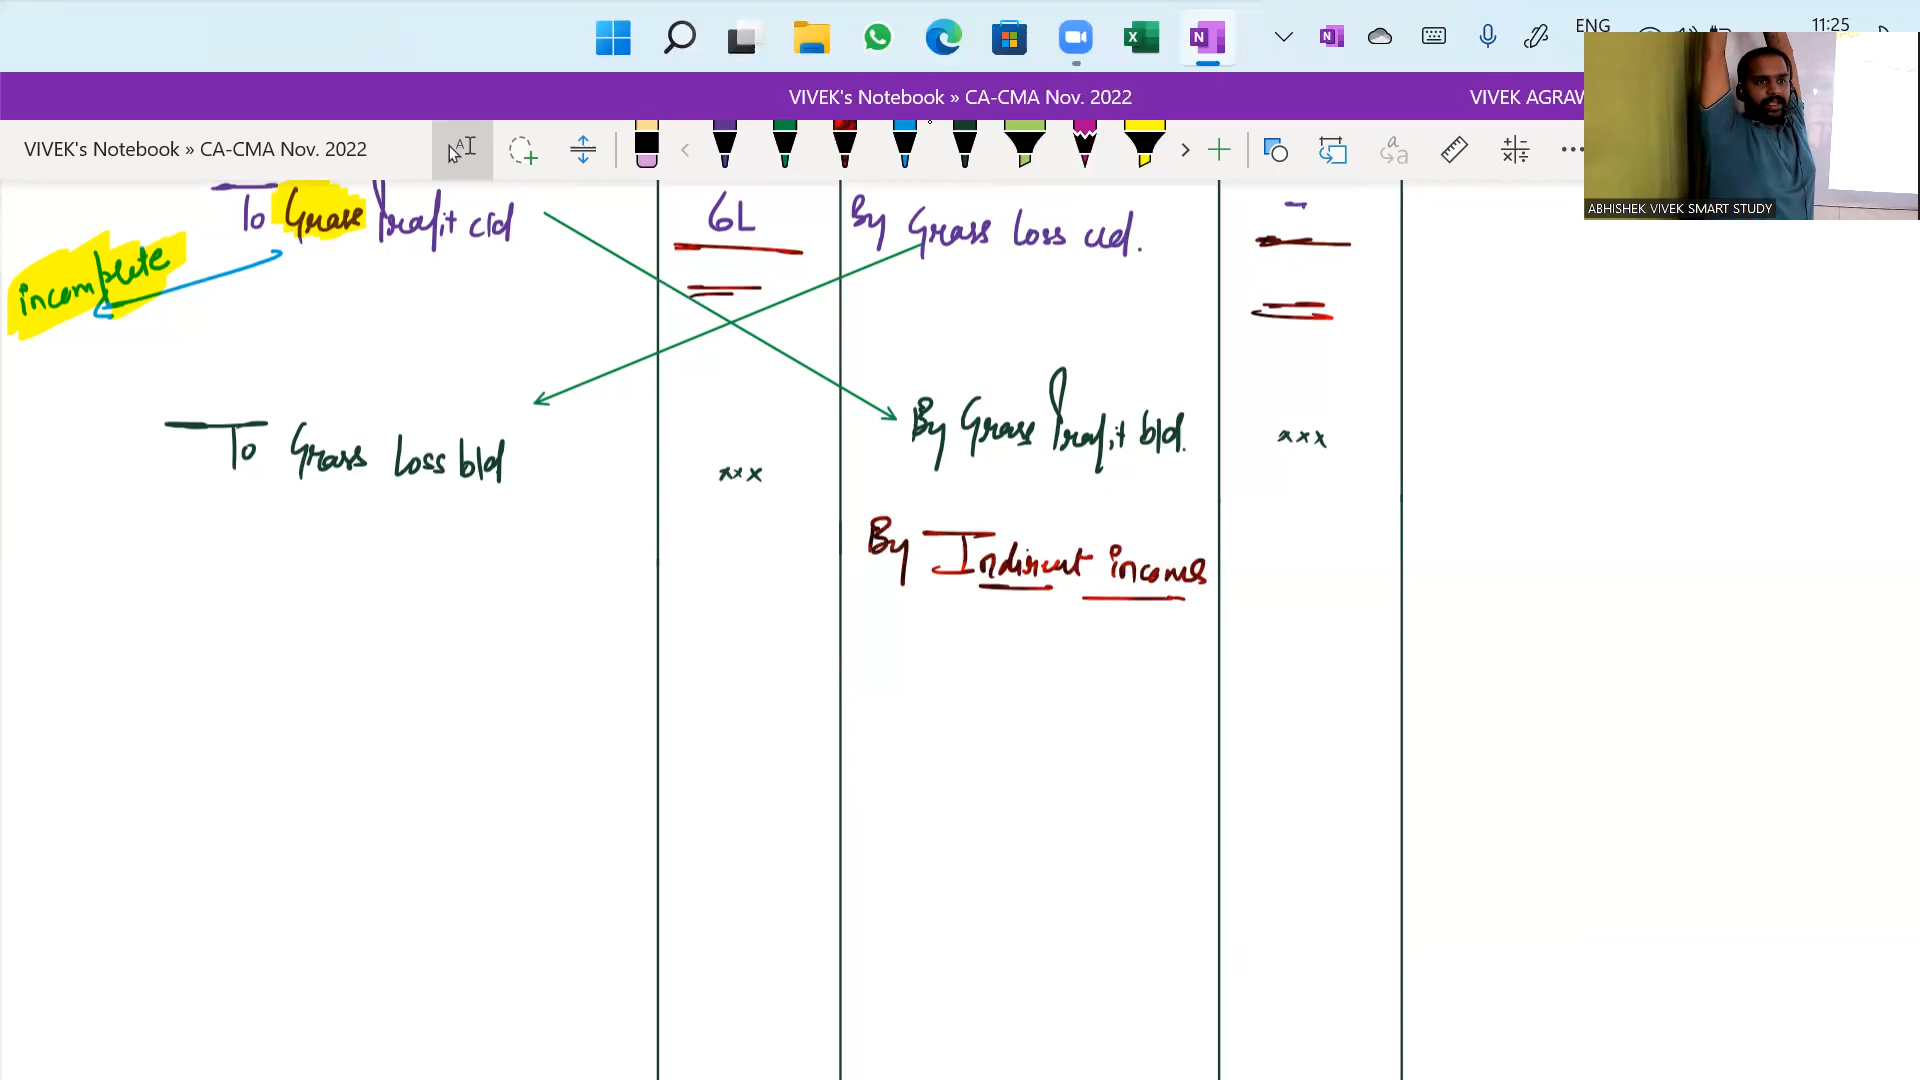 ENG
11:25
VIVEK's Notebook » CA-CMA Nov. 2022
VIVEK AGRAW
VIVEK's Notebook » CA-CMA Nov. 2022
ABHISHEK VIVEK SMART STUDY
To Gross Profit c/d
6L
By Gross Loss c/d.
-
incomplete
To Gross Loss b/d
xxx
By Gross Profit b/d.
xxx
By Indirect incomes